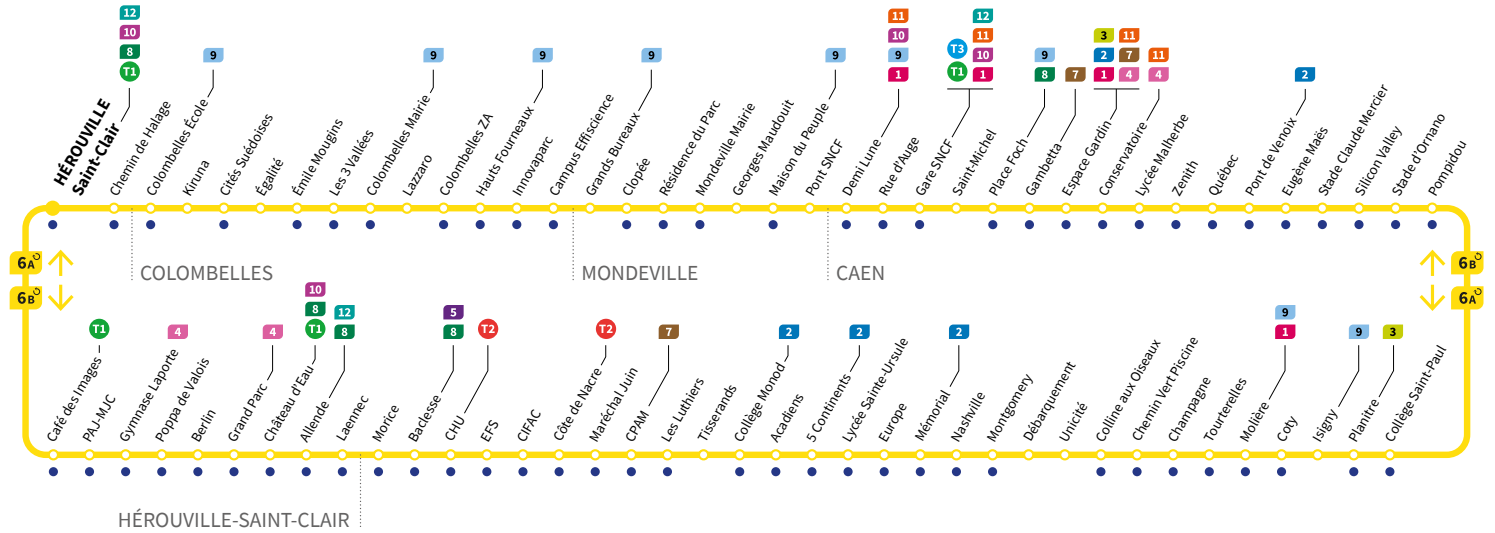 12
10
8
T1
9
9
9
9
9
11
10
9
1
T3
T1
12
11
10
1
9
8
7
3
2
1
11
7
4
11
4
2
HÉROUVILLE
Saint-Clair
Chemin de Halage
Colombelles École
Kiruna
Cités Suédoises
Égalité
Émile Mougins
Les 3 Vallées
Colombelles Mairie
Lazzaro
Colombelles ZA
Hauts Fourneaux
Innovaparc
Campus Effiscience
Grands Bureaux
Clopée
Résidence du Parc
Mondeville Mairie
Georges Maudouit
Maison du Peuple
Pont SNCF
Demi Lune
Rue d'Auge
Gare SNCF
Saint-Michel
Place Foch
Gambetta
Espace Gardin
Conservatoire
Lycée Malherbe
Zenith
Québec
Pont de Venoix
Eugène Maës
Stade Claude Mercier
Silicon Valley
Stade d'Ornano
Pompidou
6A
6B
COLOMBELLES
MONDEVILLE
CAEN
6B
6A
T1
4
4
10
8
T1
12
8
5
8
T2
T2
7
2
2
2
9
1
9
3
Café des Images
PAJ-MJC
Gymnase Laporte
Poppa de Valois
Berlin
Grand Parc
Château d'Eau
Allende
Laennec
Morice
Baclesse
CHU
EFS
CIFAC
Côte de Nacre
Maréchal Juin
CPAM
Les Luthiers
Tisserands
Collège Monod
Acadiens
5 Continents
Lycée Sainte-Ursule
Europe
Mémorial
Nashville
Montgomery
Débarquement
Unicité
Colline aux Oiseaux
Chemin Vert Piscine
Champagne
Tourterelles
Molière
Coty
Isigny
Planitre
Collège Saint-Paul
HÉROUVILLE-SAINT-CLAIR